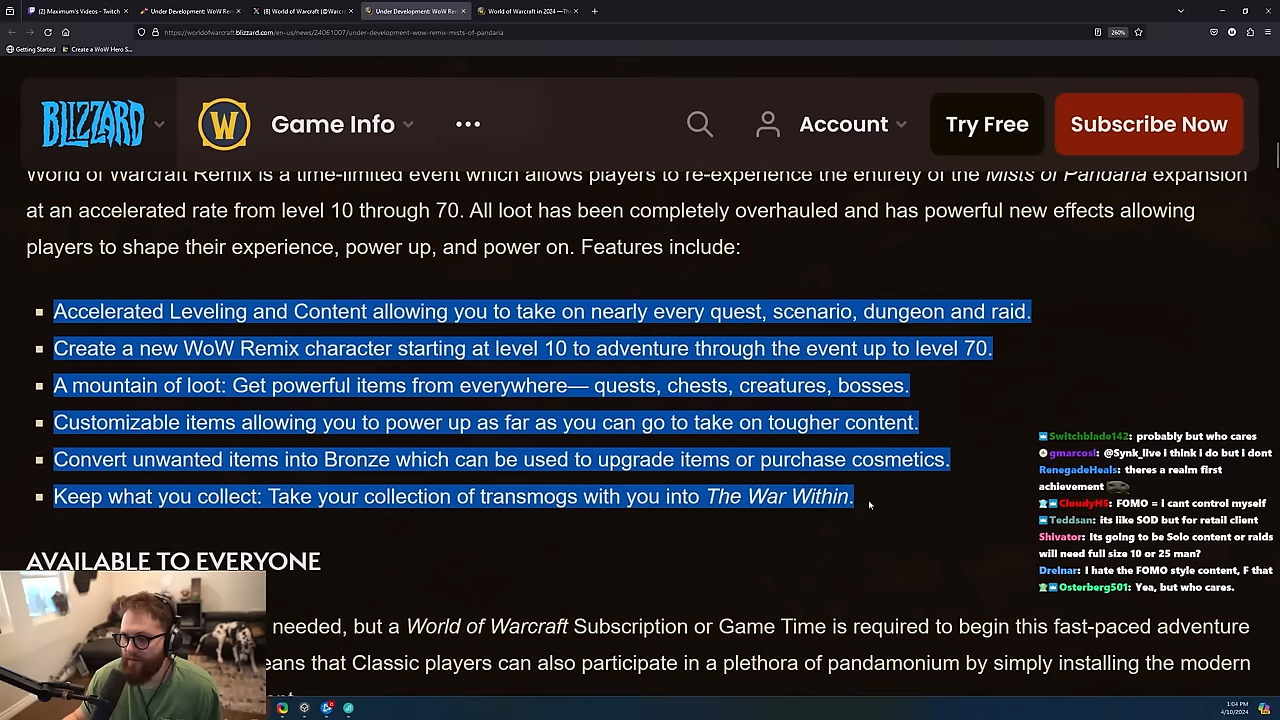 (2) Maximum's Videos - Twitch
Under Development: WoW Rem
(8) World of Warcraft (@Warcra
Under Development: WoW Rem
World of Warcraft in 2024 —Th
https://worldofwarcraft.blizzard.com/en-us/news/24061007/under-development-wow-remix-mists-of-pandaria
260%
Getting Started
Create a WoW Hero S...
BLIZZARD
W
Game Info
Account
Try Free
Subscribe Now
World of Warcraft Remix is a time-limited event which allows players to re-experience the entirety of the Mists of Pandaria expansion
at an accelerated rate from level 10 through 70. All loot has been completely overhauled and has powerful new effects allowing
players to shape their experience, power up, and power on. Features include:
Accelerated Leveling and Content allowing you to take on nearly every quest, scenario, dungeon and raid.
Create a new WoW Remix character starting at level 10 to adventure through the event up to level 70.
A mountain of loot: Get powerful items from everywhere— quests, chests, creatures, bosses.
Customizable items allowing you to power up as far as you can go to take on tougher content.
Convert unwanted items into Bronze which can be used to upgrade items or purchase cosmetics.
Keep what you collect: Take your collection of transmogs with you into The War Within.
Switchblade142: probably but who cares
gmarcosl: @Synk_live i think i do but i dont
RenegadeHeals: theres a realm first
achievement
CloudyH5: FOMO = I cant control myself
Teddsan: its like SOD but for retail client
Shivator: Its going to be Solo content or raids
will need full size 10 or 25 man?
Drelnar: I hate the FOMO style content, F that
Osterberg501: Yea, but who cares.
AVAILABLE TO EVERYONE
needed, but a World of Warcraft Subscription or Game Time is required to begin this fast-paced adventure
eans that Classic players can also participate in a plethora of pandamonium by simply installing the modern
1:04 PM
4/10/2024